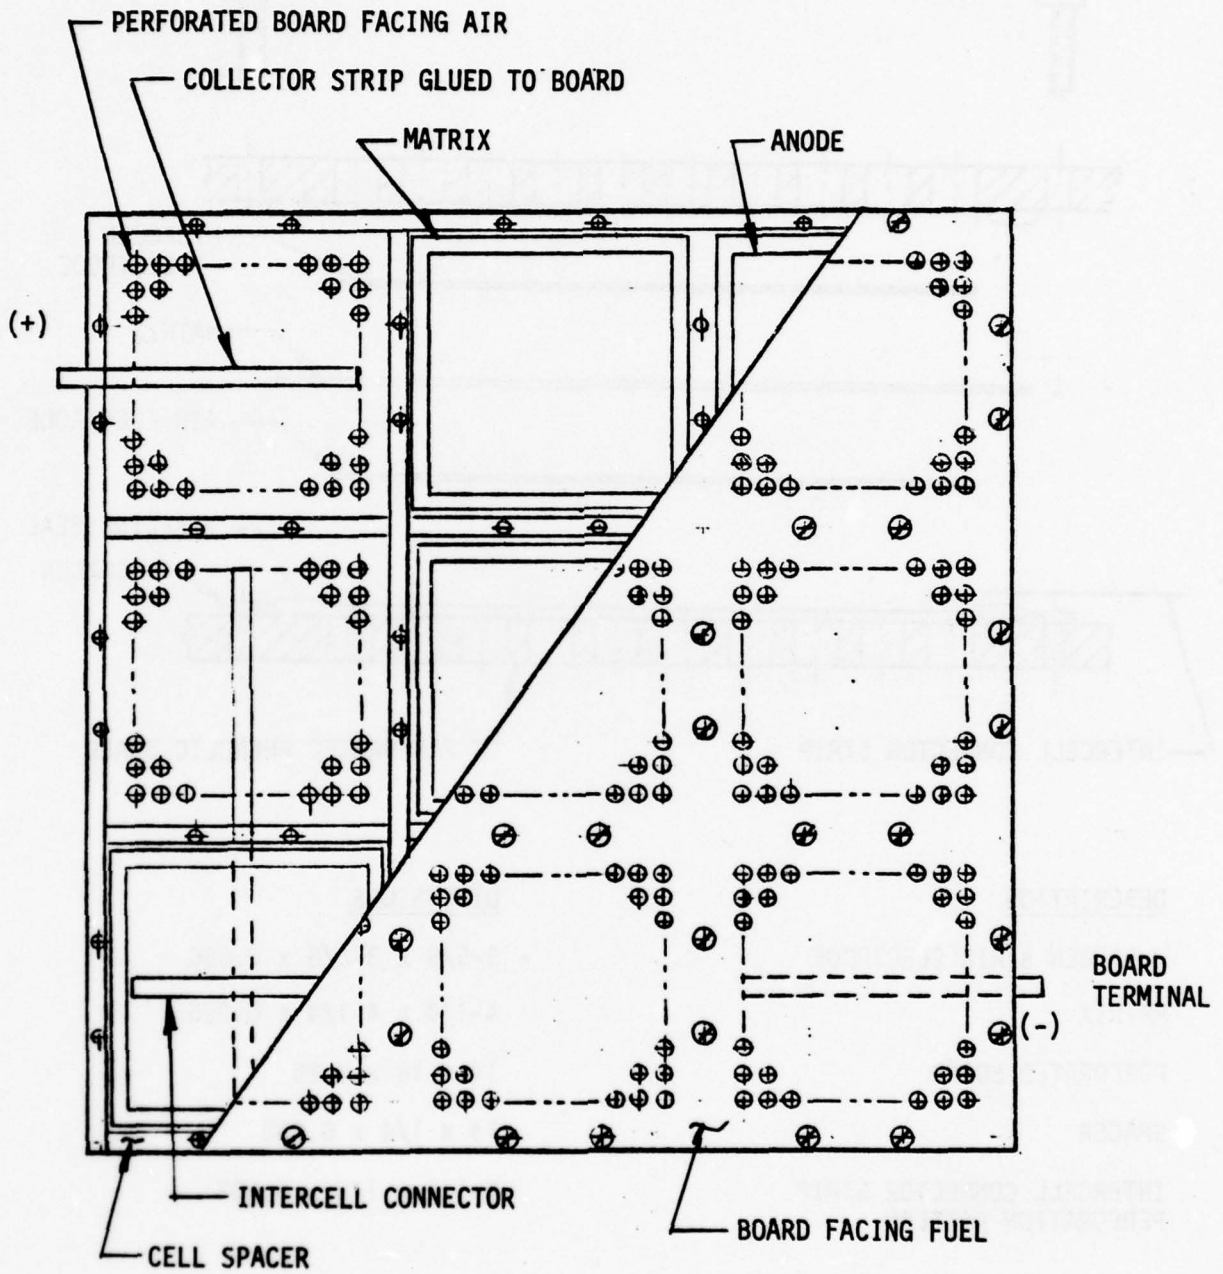 PERFORATED BOARD FACING AIR
COLLECTOR STRIP GLUED TO BOARD
MATRIX
ANODE
(+)
BOARD
TERMINAL
(-)
INTERCELL CONNECTOR
BOARD FACING FUEL
CELL SPACER